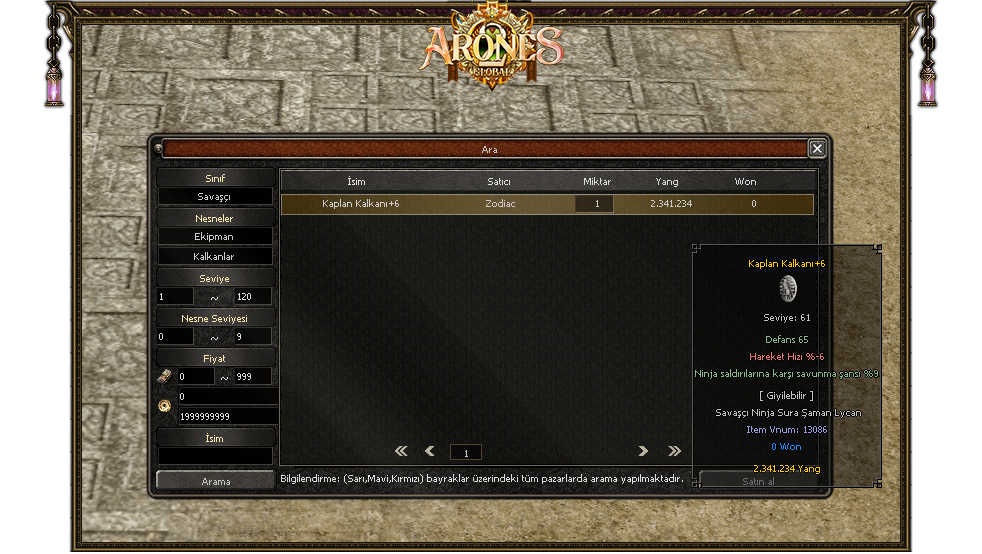 ARONES
GLOBAL
Ara
Sınıf
Savaşçı
Nesneler
Ekipman
Kalkanlar
Seviye
1 ~ 120
Nesne Seviyesi
0 ~ 9
Fiyat
0 ~ 999
0
1999999999
İsim
Arama
İsim Satıcı Miktar Yang Won
Kaplan Kalkanı+6 Zodiac 1 2.341.234 0
« ‹ 1 › »
Bilgilendirme: (Sarı,Mavi,Kırmızı) bayraklar üzerindeki tüm pazarlarda arama yapılmaktadır.
Satın al
Kaplan Kalkanı+6
Seviye: 61
Defans 65
Hareket Hızı %-6
Ninja saldırılarına karşı savunma şansı %9
[ Giyilebilir ]
Savaşçı Ninja Sura Şaman Lycan
Item Vnum: 13086
0 Won
2.341.234 Yang